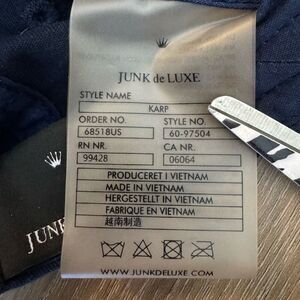 JUNK de LUXE
STYLE NAME
KARP
ORDER NO. STYLE NO.
68518US 60-97504
RN NR. CA NR.
99428 06064
PRODUCERET I VIETNAM
MADE IN VIETNAM
HERGESTELLT IN VIETNAM
FABRIQUE EN VIETNAM
越南制造
WWW.JUNKDELUXE.COM
JUNK